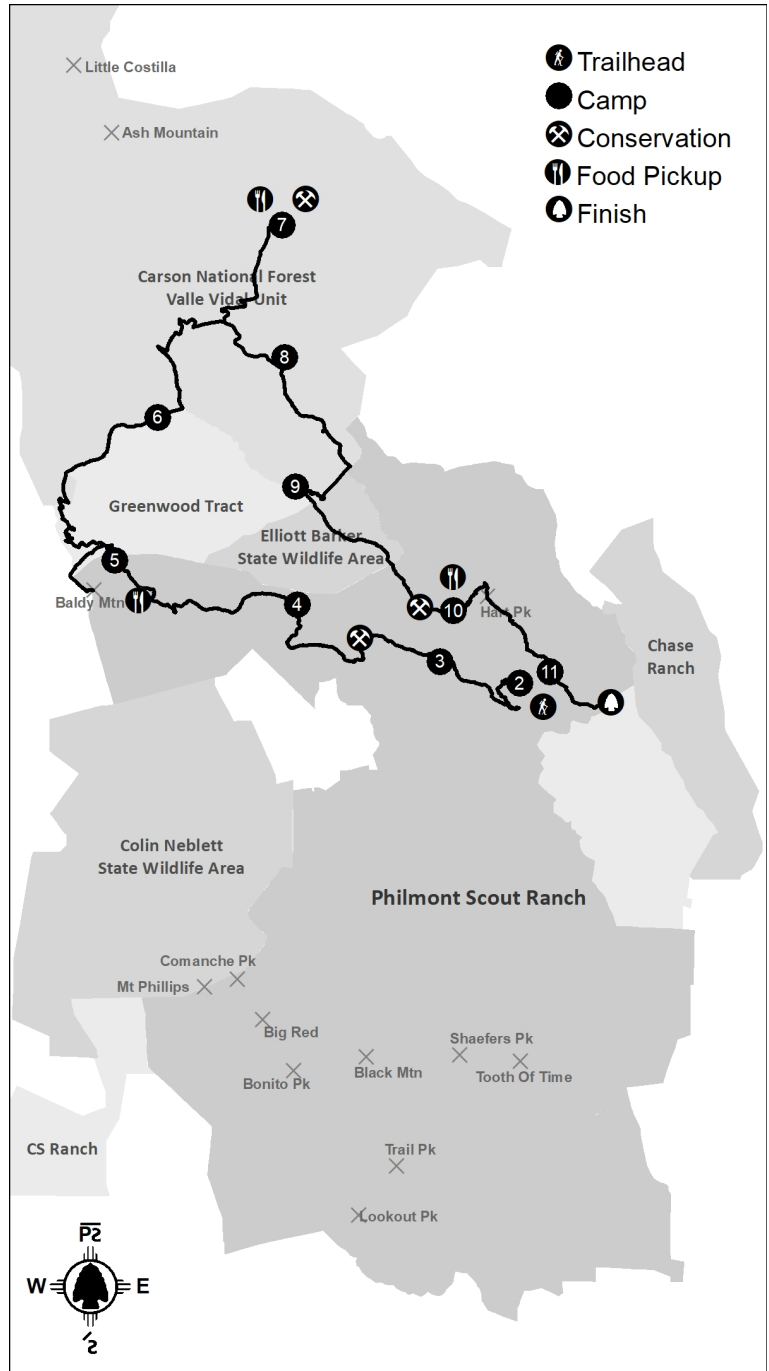 Little Costilla
Ash Mountain
Trailhead
Camp
Conservation
Food Pickup
Finish
7
Carson National Forest
Valle Vidal Unit
8
6
9
Greenwood Tract
Elliott Barker
State Wildlife Area
5
Baldy Mtn
4
10
Hart Pk
3
2
11
Chase
Ranch
Colin Neblett
State Wildlife Area
Philmont Scout Ranch
Comanche Pk
Mt Phillips
Big Red
Bonito Pk
Black Mtn
Shaefers Pk
Tooth Of Time
CS Ranch
Trail Pk
Lookout Pk
W
E